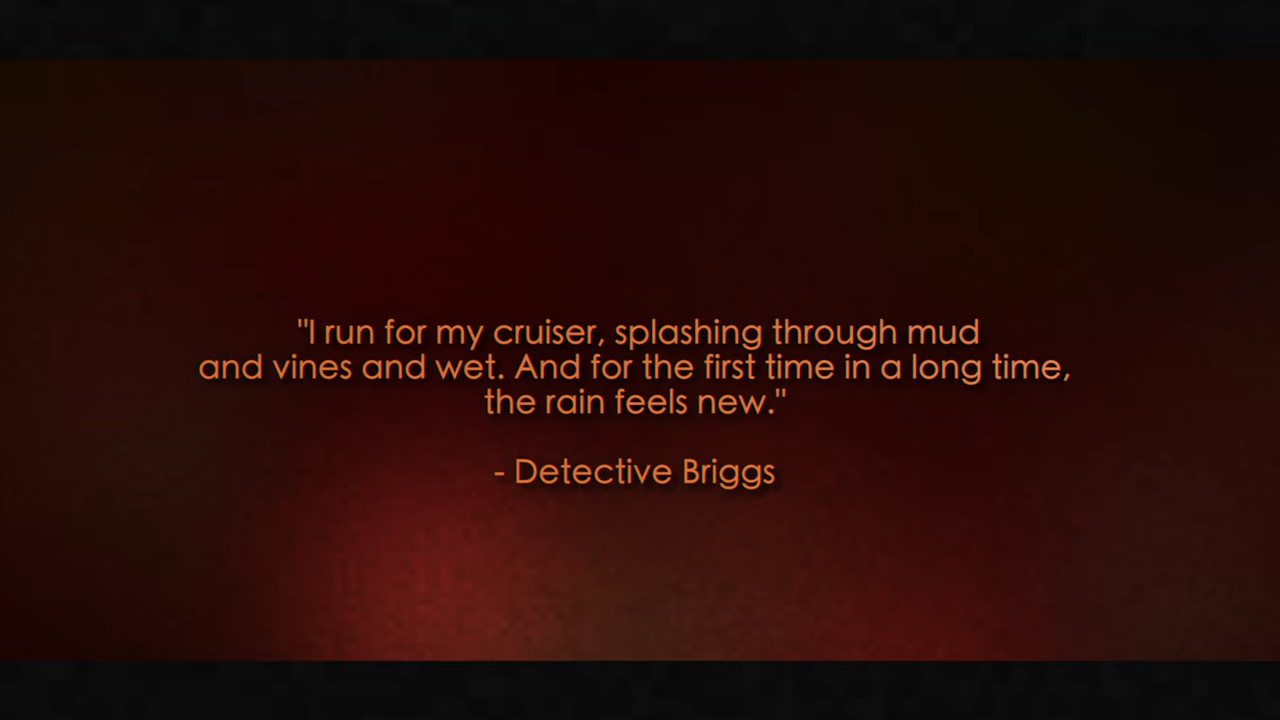 "I run for my cruiser, splashing through mud
and vines and wet. And for the first time in a long time,
the rain feels new."
- Detective Briggs